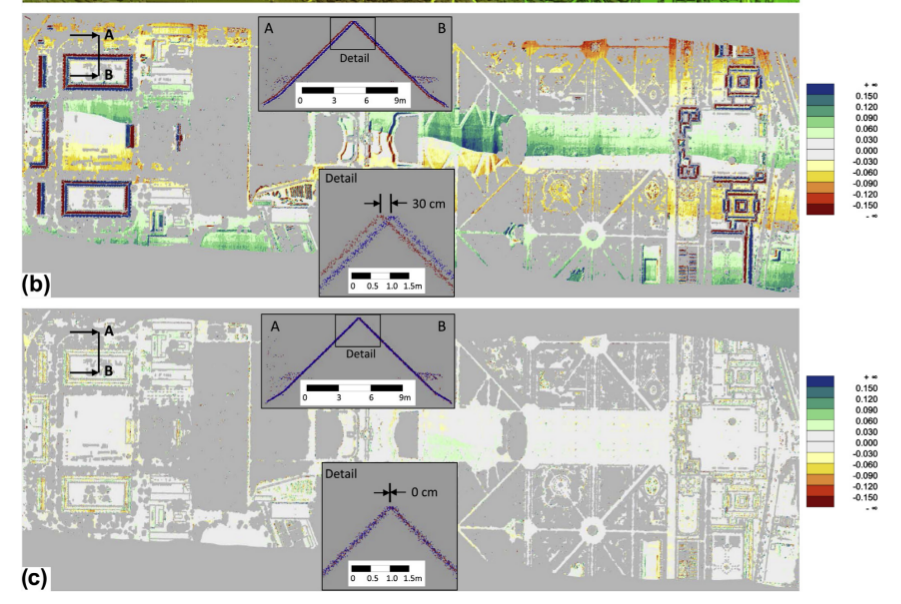 A
B
A
B
Detail
0 3 6 9m
+ ∞
0.150
0.120
0.090
0.060
0.030
0.000
-0.030
-0.060
-0.090
-0.120
-0.150
- ∞
Detail
30 cm
0 0.5 1.0 1.5m
(b)
A
B
A
B
Detail
0 3 6 9m
+ ∞
0.150
0.120
0.090
0.060
0.030
0.000
-0.030
-0.060
-0.090
-0.120
-0.150
- ∞
Detail
0 cm
0 0.5 1.0 1.5m
(c)